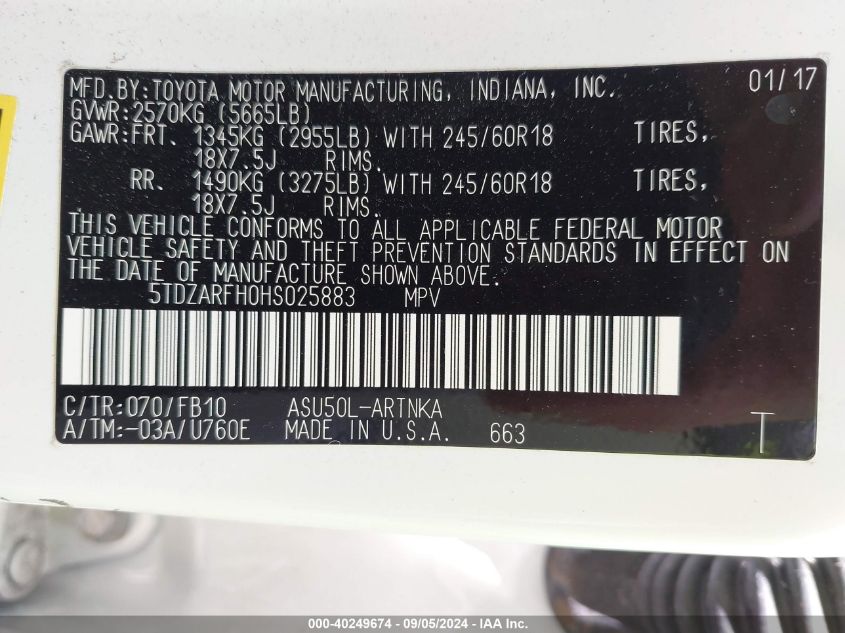 MFD.BY:TOYOTA MOTOR MANUFACTURING, INDIANA, INC. 01/17
GVWR:2570KG (5665LB)
GAWR:FRT. 1345KG (2955LB) WITH 245/60R18 TIRES,
18X7.5J RIMS.
RR. 1490KG (3275LB) WITH 245/60R18 TIRES,
18X7.5J RIMS.
THIS VEHICLE CONFORMS TO ALL APPLICABLE FEDERAL MOTOR
VEHICLE SAFETY AND THEFT PREVENTION STANDARDS IN EFFECT ON
THE DATE OF MANUFACTURE SHOWN ABOVE.
5TDZARFH0HS025883 MPV
C/TR:070/FB10 ASU50L-ARTNKA
A/TM:-03A/U760E MADE IN U.S.A. 663 T
000-40249674 - 09/05/2024 - IAA Inc.